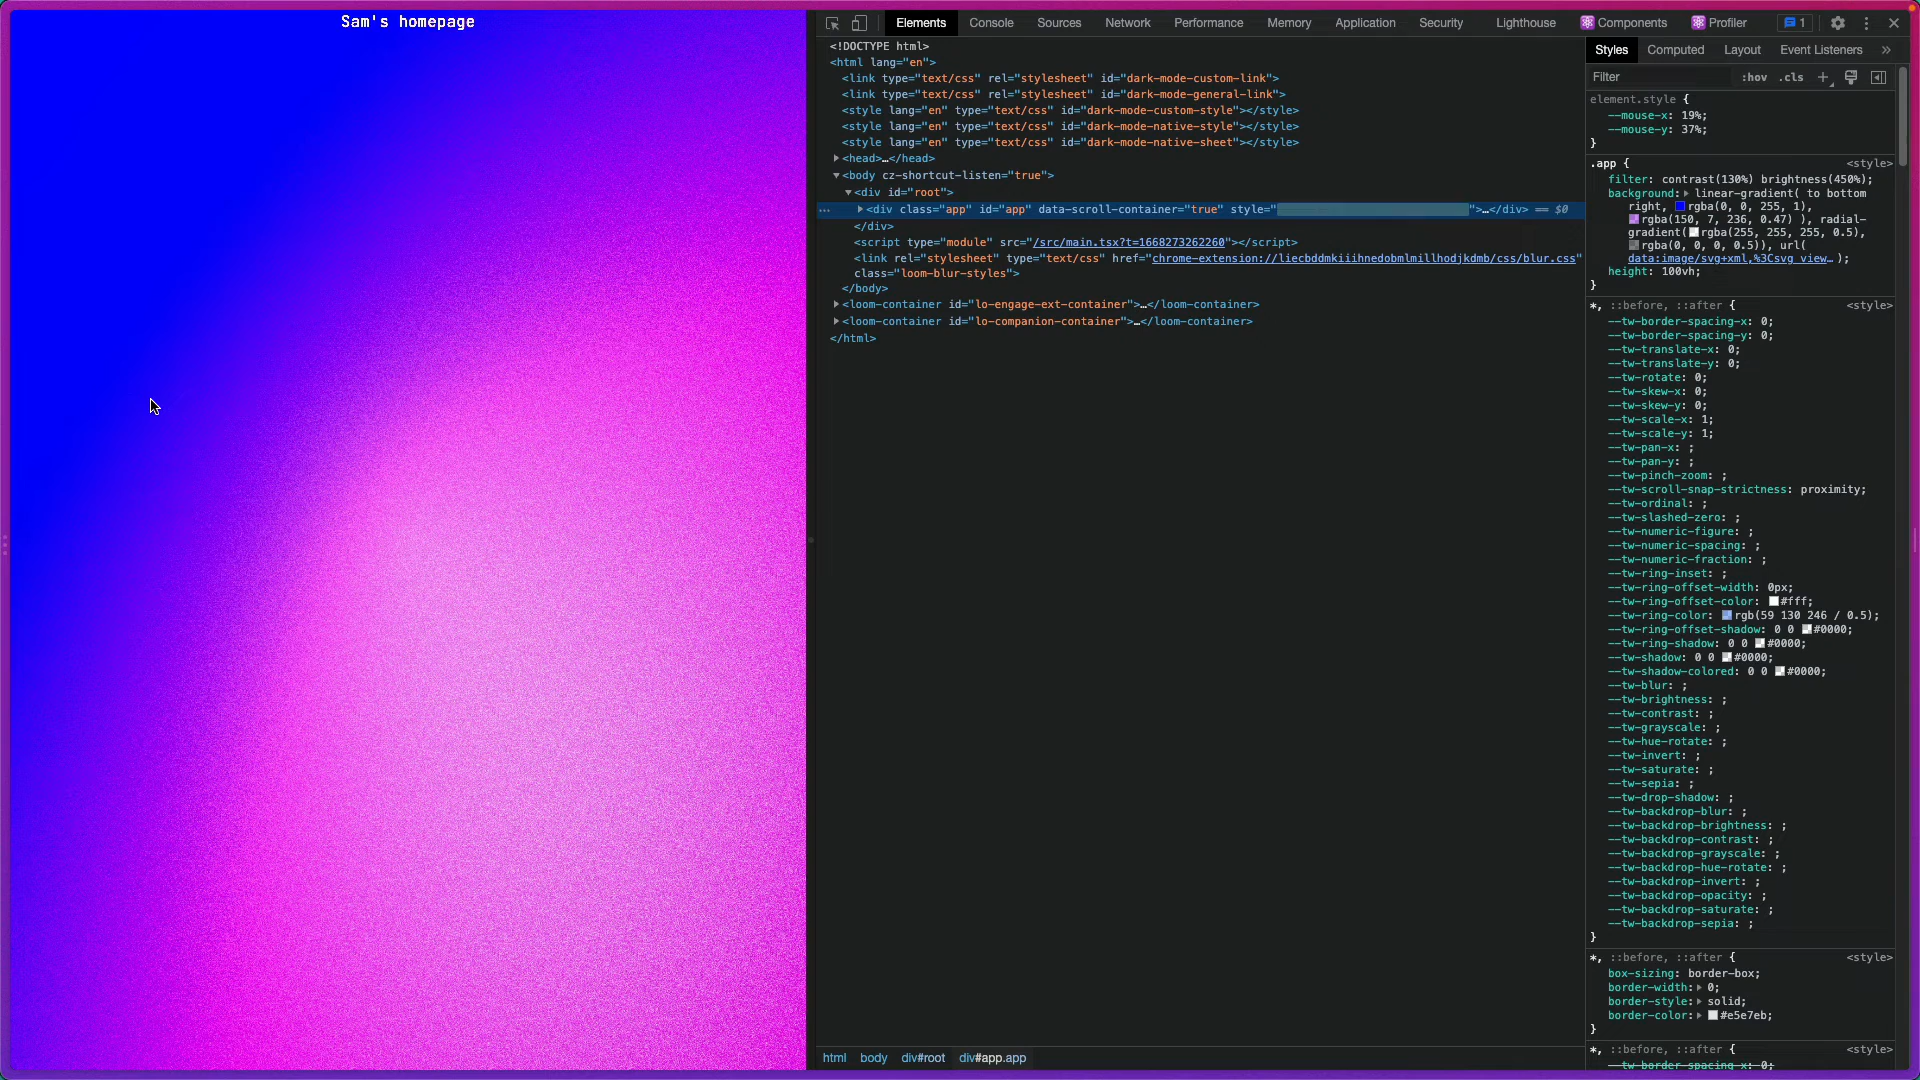 Sam's homepage
Elements Console Sources Network Performance Memory Application Security Lighthouse Components Profiler 1
<!DOCTYPE html>
<html lang="en">
<link type="text/css" rel="stylesheet" id="dark-mode-custom-link">
<link type="text/css" rel="stylesheet" id="dark-mode-general-link">
<style lang="en" type="text/css" id="dark-mode-custom-style"></style>
<style lang="en" type="text/css" id="dark-mode-native-style"></style>
<style lang="en" type="text/css" id="dark-mode-native-sheet"></style>
<head>…</head>
<body cz-shortcut-listen="true">
<div id="root">
<div class="app" id="app" data-scroll-container="true" style="">…</div> == $0
</div>
<script type="module" src="/src/main.tsx?t=1668273262260"></script>
<link rel="stylesheet" type="text/css" href="chrome-extension://liecbddmkiiihnedobmlmillhodjkdmb/css/blur.css"
class="loom-blur-styles">
</body>
<loom-container id="lo-engage-ext-container">…</loom-container>
<loom-container id="lo-companion-container">…</loom-container>
</html>
html body div#root div#app.app
Styles Computed Layout Event Listeners »
Filter :hov .cls +
element.style {
--mouse-x: 19%;
--mouse-y: 37%;
}
.app { <style>
filter: contrast(130%) brightness(450%);
background: linear-gradient( to bottom
right, rgba(0, 0, 255, 1),
rgba(150, 7, 236, 0.47) ), radial-
gradient( rgba(255, 255, 255, 0.5),
rgba(0, 0, 0, 0.5)), url(
data:image/svg+xml,%3Csvg view… );
height: 100vh;
}
*, ::before, ::after { <style>
--tw-border-spacing-x: 0;
--tw-border-spacing-y: 0;
--tw-translate-x: 0;
--tw-translate-y: 0;
--tw-rotate: 0;
--tw-skew-x: 0;
--tw-skew-y: 0;
--tw-scale-x: 1;
--tw-scale-y: 1;
--tw-pan-x: ;
--tw-pan-y: ;
--tw-pinch-zoom: ;
--tw-scroll-snap-strictness: proximity;
--tw-ordinal: ;
--tw-slashed-zero: ;
--tw-numeric-figure: ;
--tw-numeric-spacing: ;
--tw-numeric-fraction: ;
--tw-ring-inset: ;
--tw-ring-offset-width: 0px;
--tw-ring-offset-color: #fff;
--tw-ring-color: rgb(59 130 246 / 0.5);
--tw-ring-offset-shadow: 0 0 #0000;
--tw-ring-shadow: 0 0 #0000;
--tw-shadow: 0 0 #0000;
--tw-shadow-colored: 0 0 #0000;
--tw-blur: ;
--tw-brightness: ;
--tw-contrast: ;
--tw-grayscale: ;
--tw-hue-rotate: ;
--tw-invert: ;
--tw-saturate: ;
--tw-sepia: ;
--tw-drop-shadow: ;
--tw-backdrop-blur: ;
--tw-backdrop-brightness: ;
--tw-backdrop-contrast: ;
--tw-backdrop-grayscale: ;
--tw-backdrop-hue-rotate: ;
--tw-backdrop-invert: ;
--tw-backdrop-opacity: ;
--tw-backdrop-saturate: ;
--tw-backdrop-sepia: ;
}
*, ::before, ::after { <style>
box-sizing: border-box;
border-width: 0;
border-style: solid;
border-color: #e5e7eb;
}
*, ::before, ::after { <style>
--tw-border-spacing-x: 0;